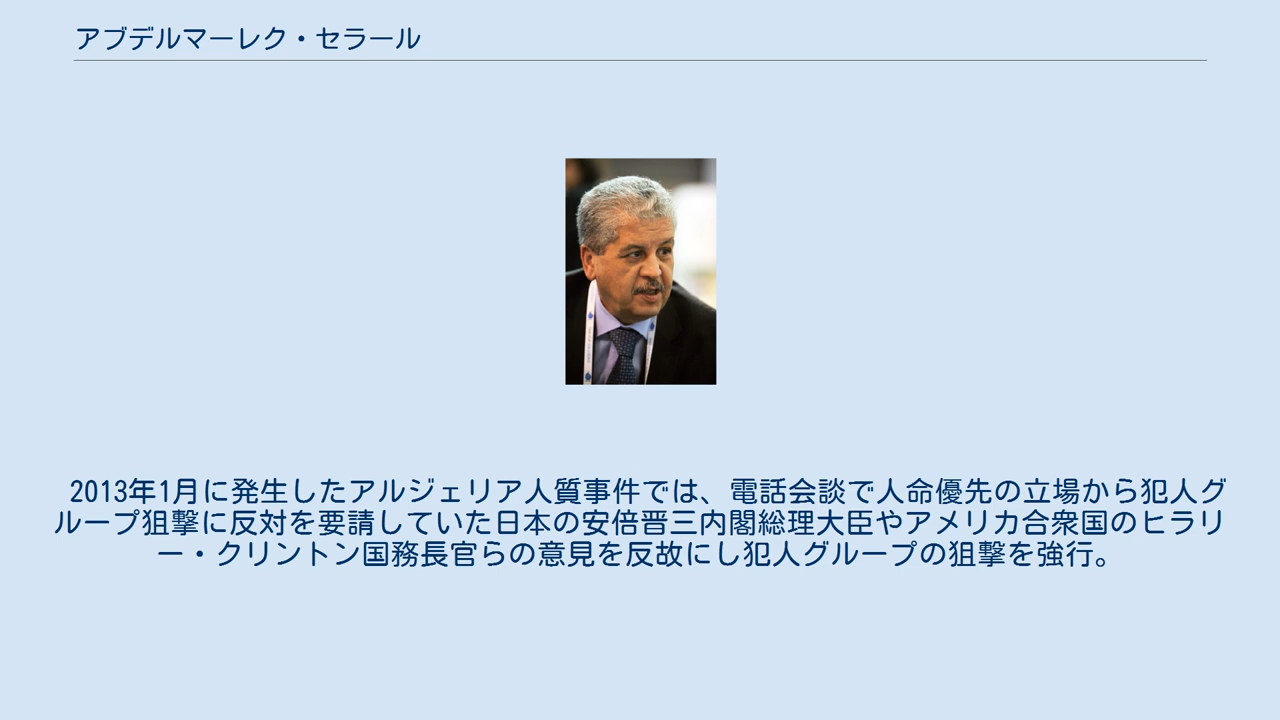 アブデルマーレク・セラール
2013年1月に発生したアルジェリア人質事件では、電話会談で人命優先の立場から犯人グ
ループ狙撃に反対を要請していた日本の安倍晋三内閣総理大臣やアメリカ合衆国のヒラリ
ー・クリントン国務長官らの意見を反故にし犯人グループの狙撃を強行。